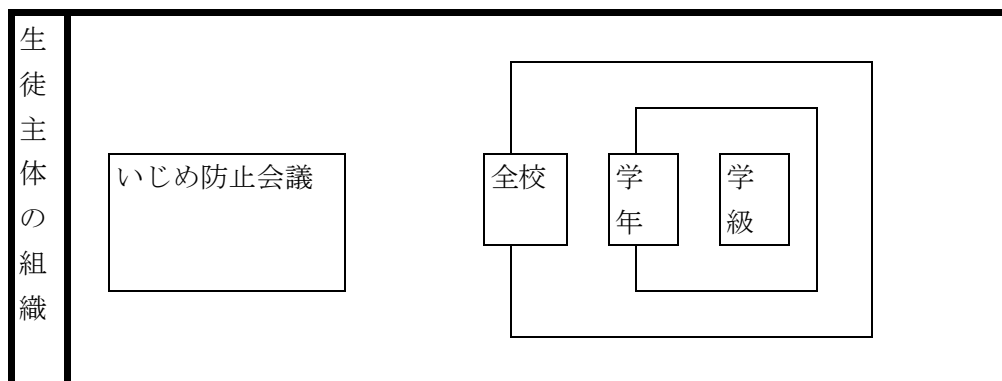 生徒主体の組織
いじめ防止会議
全校
学年
学級